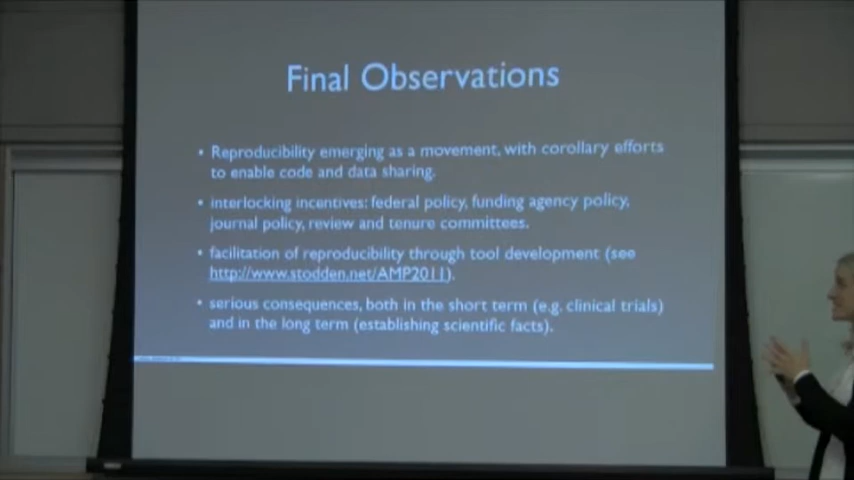 Final Observations
• Reproducibility emerging as a movement, with corollary efforts
to enable code and data sharing.
• interlocking incentives: federal policy, funding agency policy,
journal policy, review and tenure committees.
• facilitation of reproducibility through tool development (see
http://www.stodden.net/AMP2011).
• serious consequences, both in the short term (e.g. clinical trials)
and in the long term (establishing scientific facts).